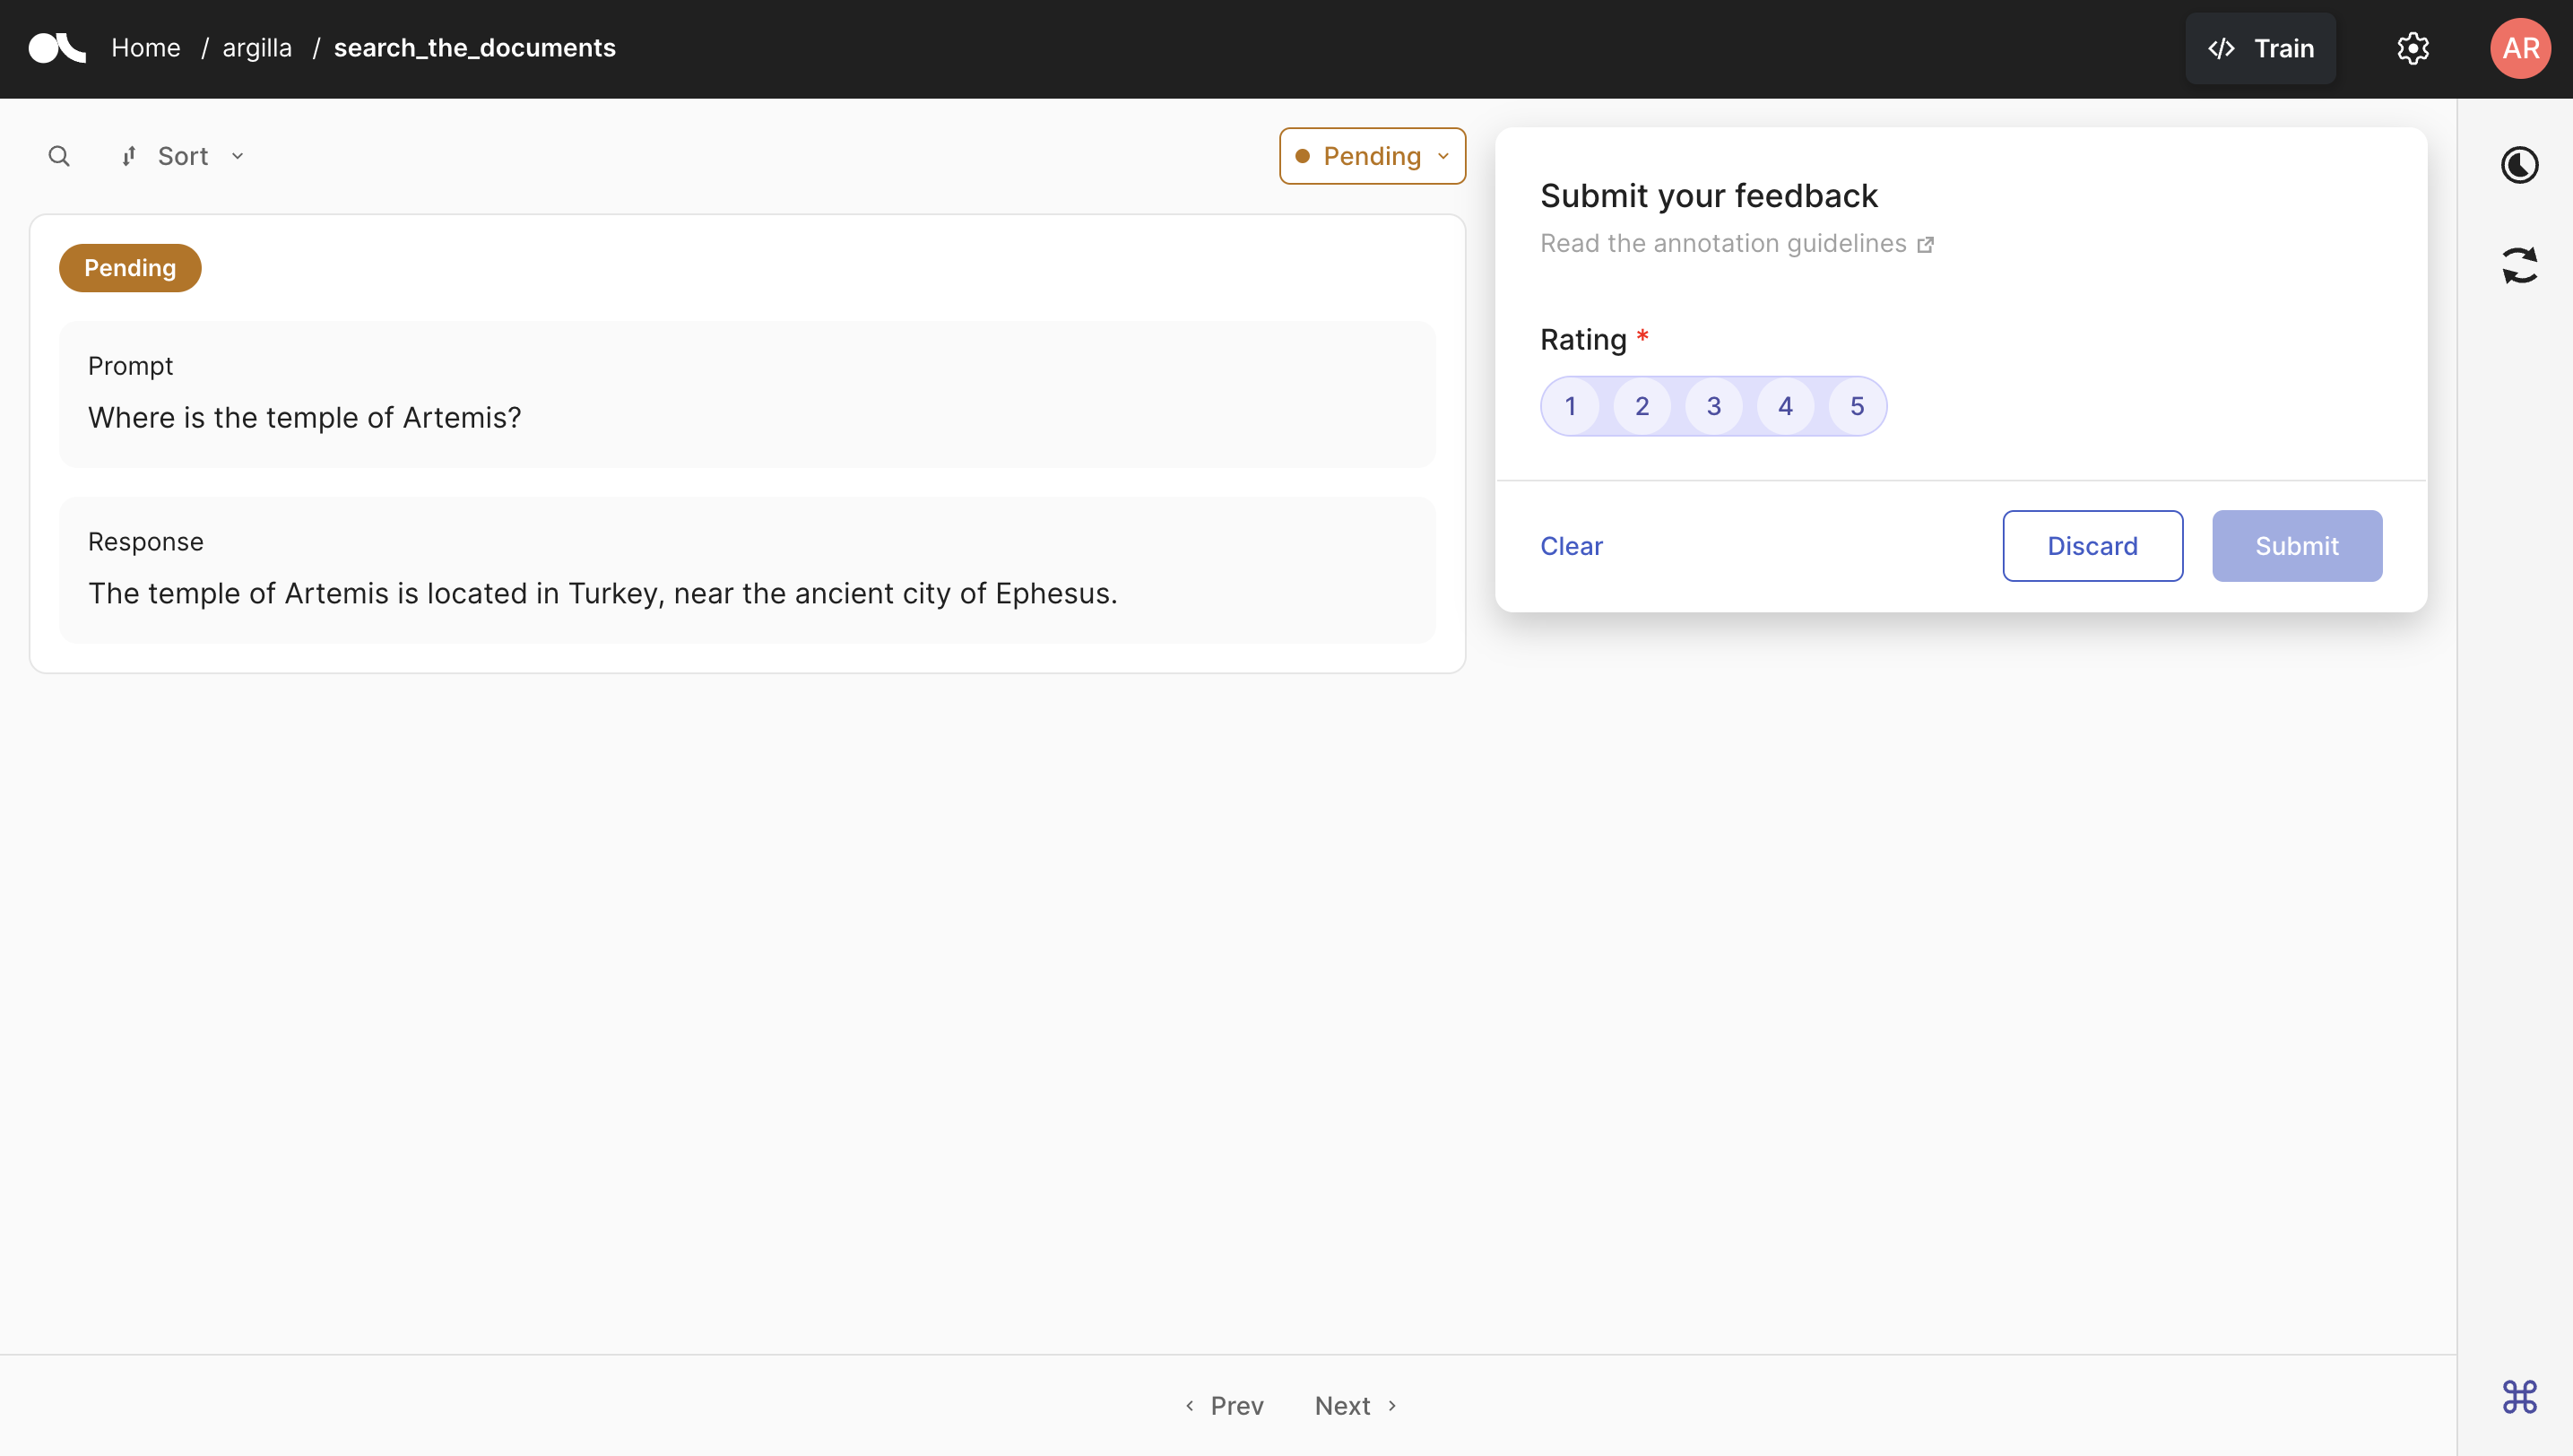 Home / argilla / search_the_documents
</> Train
AR
Sort
Pending
Pending
Prompt
Where is the temple of Artemis?
Response
The temple of Artemis is located in Turkey, near the ancient city of Ephesus.
Submit your feedback
Read the annotation guidelines
Rating *
1 2 3 4 5
Clear
Discard
Submit
Prev
Next